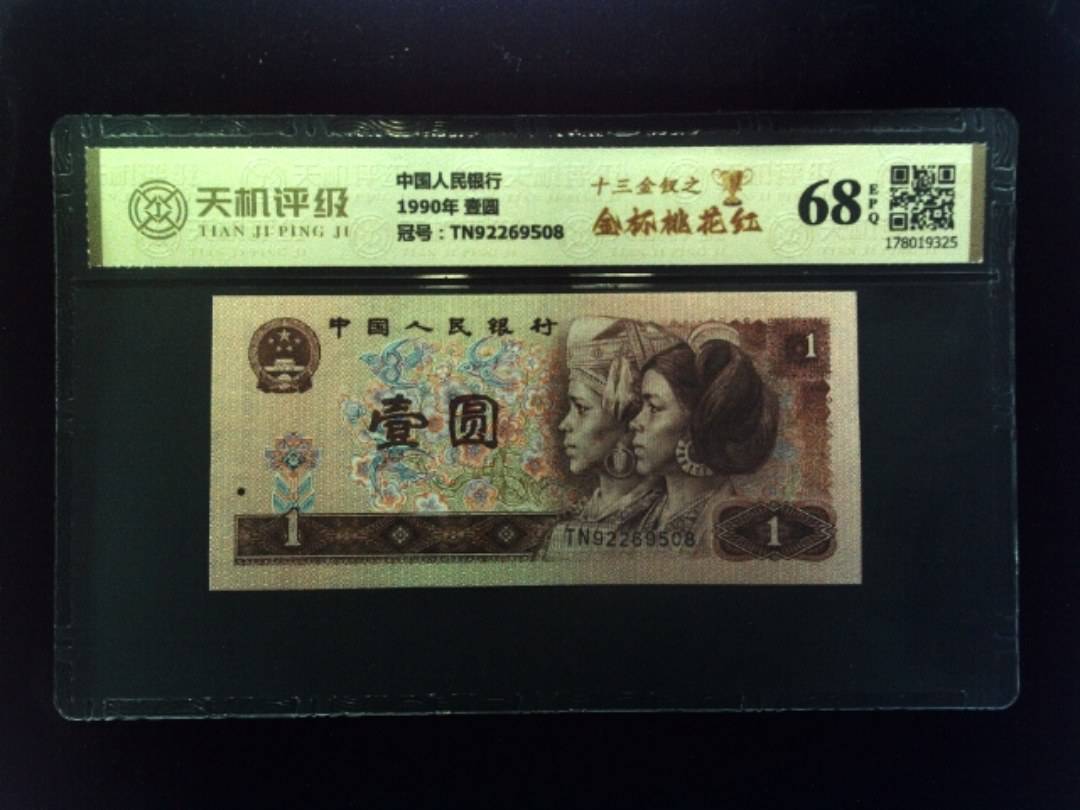 天机评级
TIAN JI PING JI
中国人民银行
1990年 壹圆
冠号：TN92269508
十三金钗之
金杯桃花红
68
EPQ
178019325
中国人民银行
壹圆
1
1
TN92269508
1